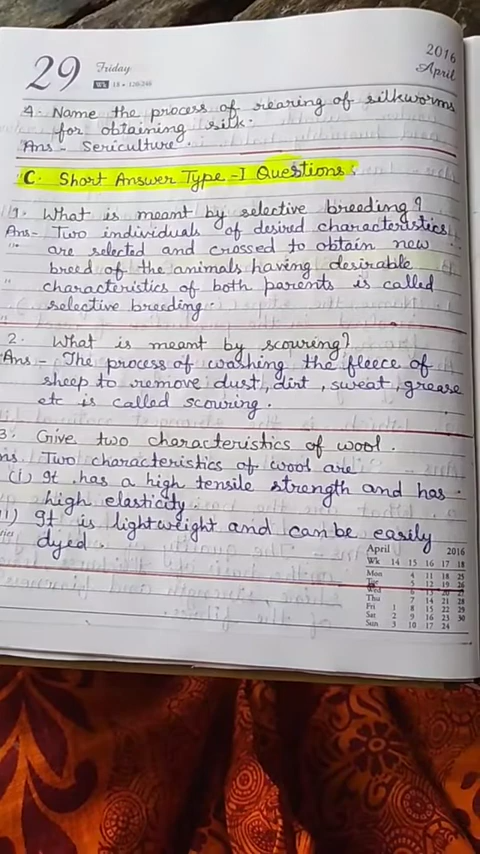 29 Friday
2016
April
4. Name the process of rearing of silkworms
for obtaining silk.
Ans - Sericulture.
C. Short Answer Type-I Questions:
1. What is meant by selective breeding?
Ans- Two individuals of desired characteristics
are selected and crossed to obtain new
breed of the animals having desirable
characteristics of both parents is called
selective breeding.
2. What is meant by scouring?
Ans - The process of washing the fleece of
sheep to remove dust, dirt, sweat, grease
etc is called scouring.
3. Give two characteristics of wool.
ns. Two characteristics of wool are
(i) It has a high tensile strength and has
high elasticity.
ii) It is lightweight and can be easily
dyed.
April 2016
Wk 14 15 16 17 18
Mon 4 11 18 25
Tue 5 12 19 26
Wed 6 13 20 27
Thu 7 14 21 28
Fri 1 8 15 22 29
Sat 2 9 16 23 30
Sun 3 10 17 24